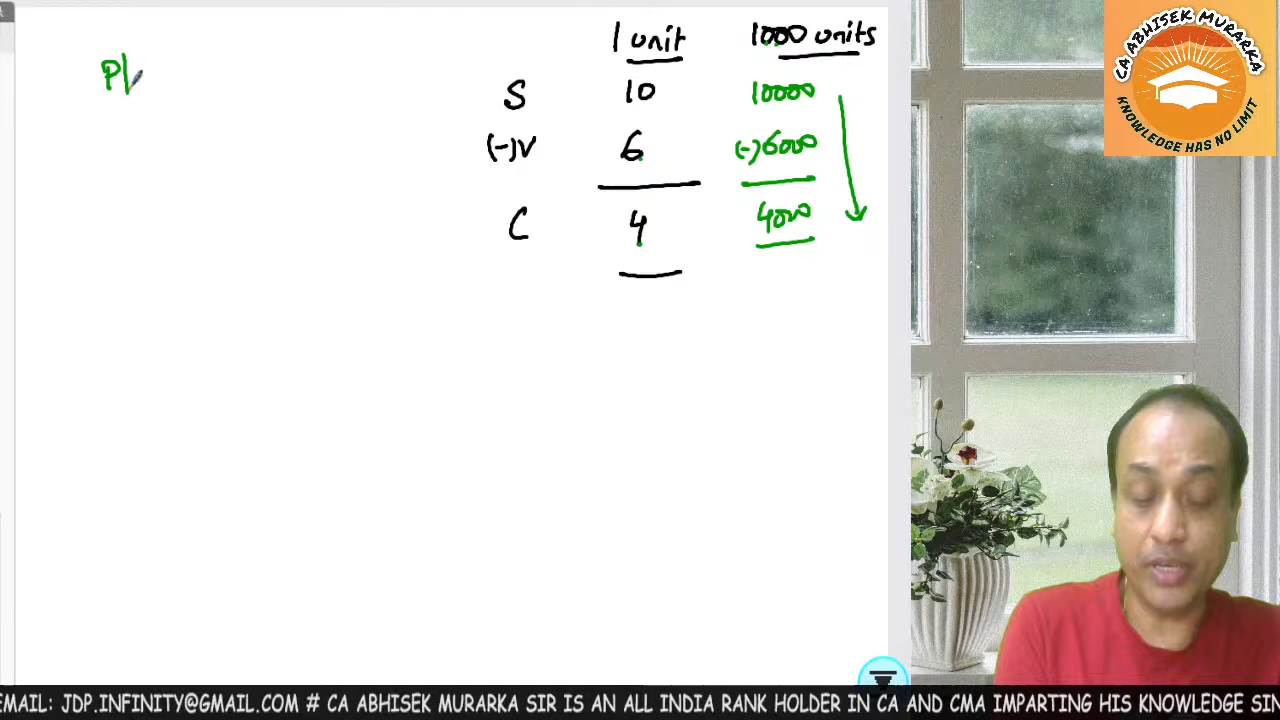 1 unit 1000 units
P/
S 10 10000
(-)V 6 (-)6000
C 4 4000
CA ABHISEK MURARKA
KNOWLEDGE HAS NO LIMIT
EMAIL: JDP.INFINITY@GMAIL.COM # CA ABHISEK MURARKA SIR IS AN ALL INDIA RANK HOLDER IN CA AND CMA IMPARTING HIS KNOWLEDGE SIN